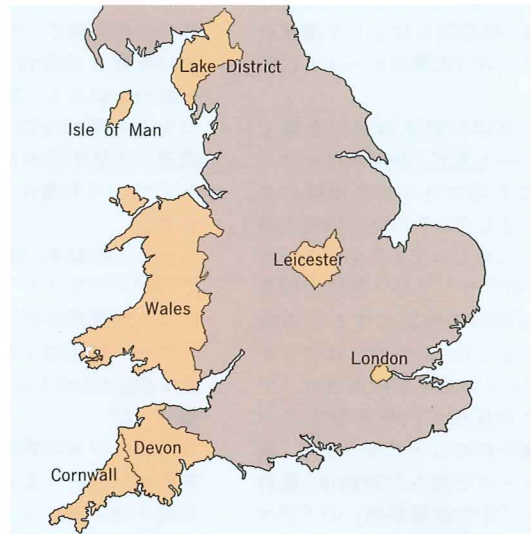 Lake District
Isle of Man
Leicester
Wales
London
Devon
Cornwall